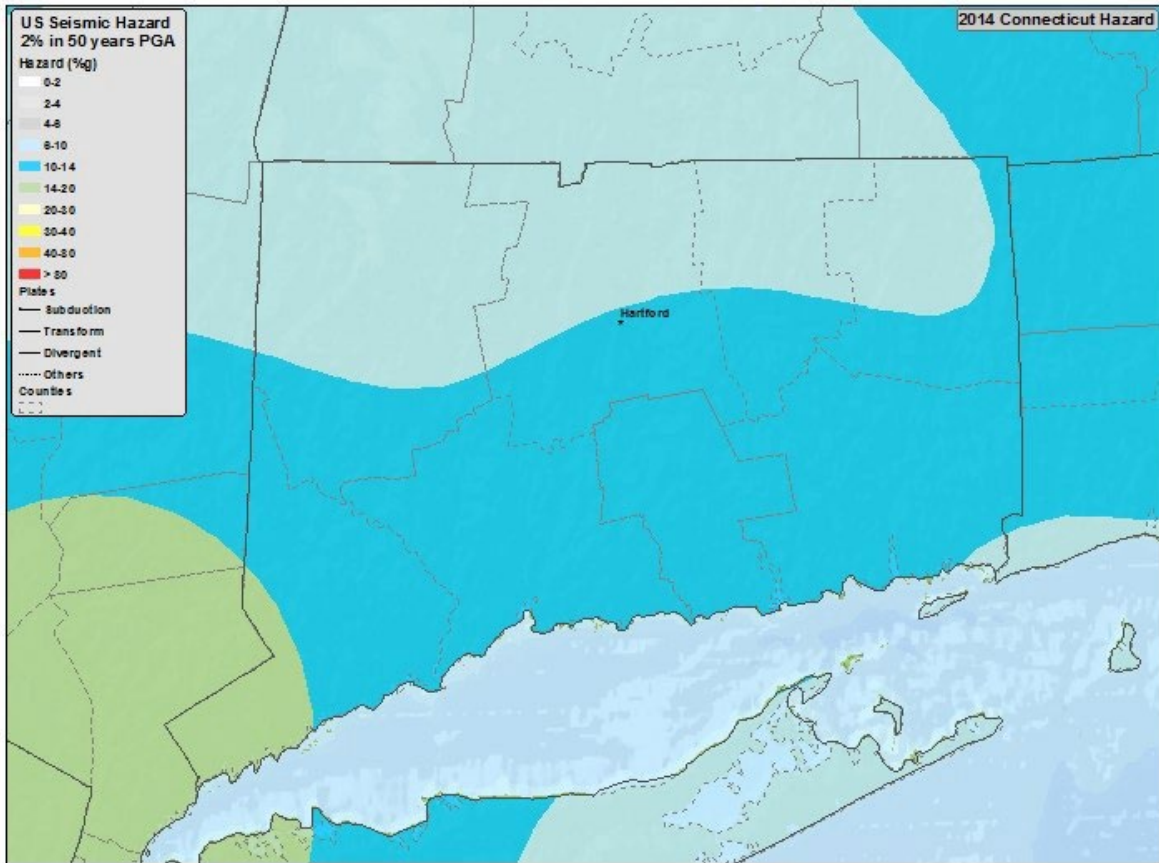 US Seismic Hazard
2% in 50 years PGA
Hazard (%g)
0-2
2-4
4-6
6-10
10-14
14-20
20-30
30-40
40-80
> 80
Plates
Subduction
Transform
Divergent
Others
Counties
2014 Connecticut Hazard
Hartford